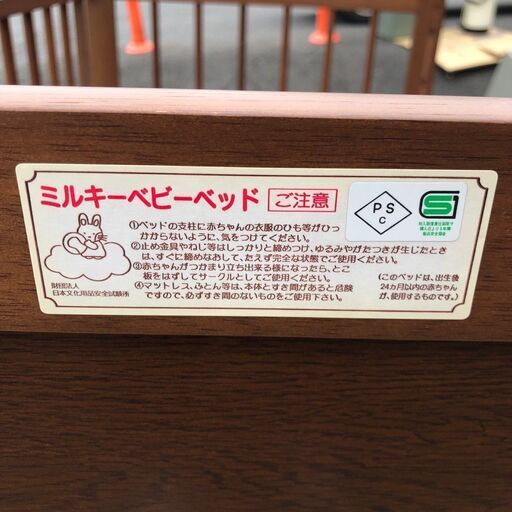 ミルキーベビーベッド ご注意
①ベッドの支柱に赤ちゃんの衣服のひも等がひっ
かからないように、気をつけてください。
②止め金具やねじ等はしっかりと締めつけ、ゆるみやがたつきが生じたとき
は、すぐに締めなおして、たえず完全な状態でご使用ください。
③赤ちゃんがつかまり立ち出来る様になったら、とこ
板をはずしてサークルとしてご使用ください。
④マットレス、ふとん等は、本体とすき間があると危険
ですので、必ずすき間のないものをご使用下さい。
財団法人
日本文化用品安全試験所
PS
C
(このベッドは、出生後
24ヵ月以内の赤ちゃん
が、使用するものです。)